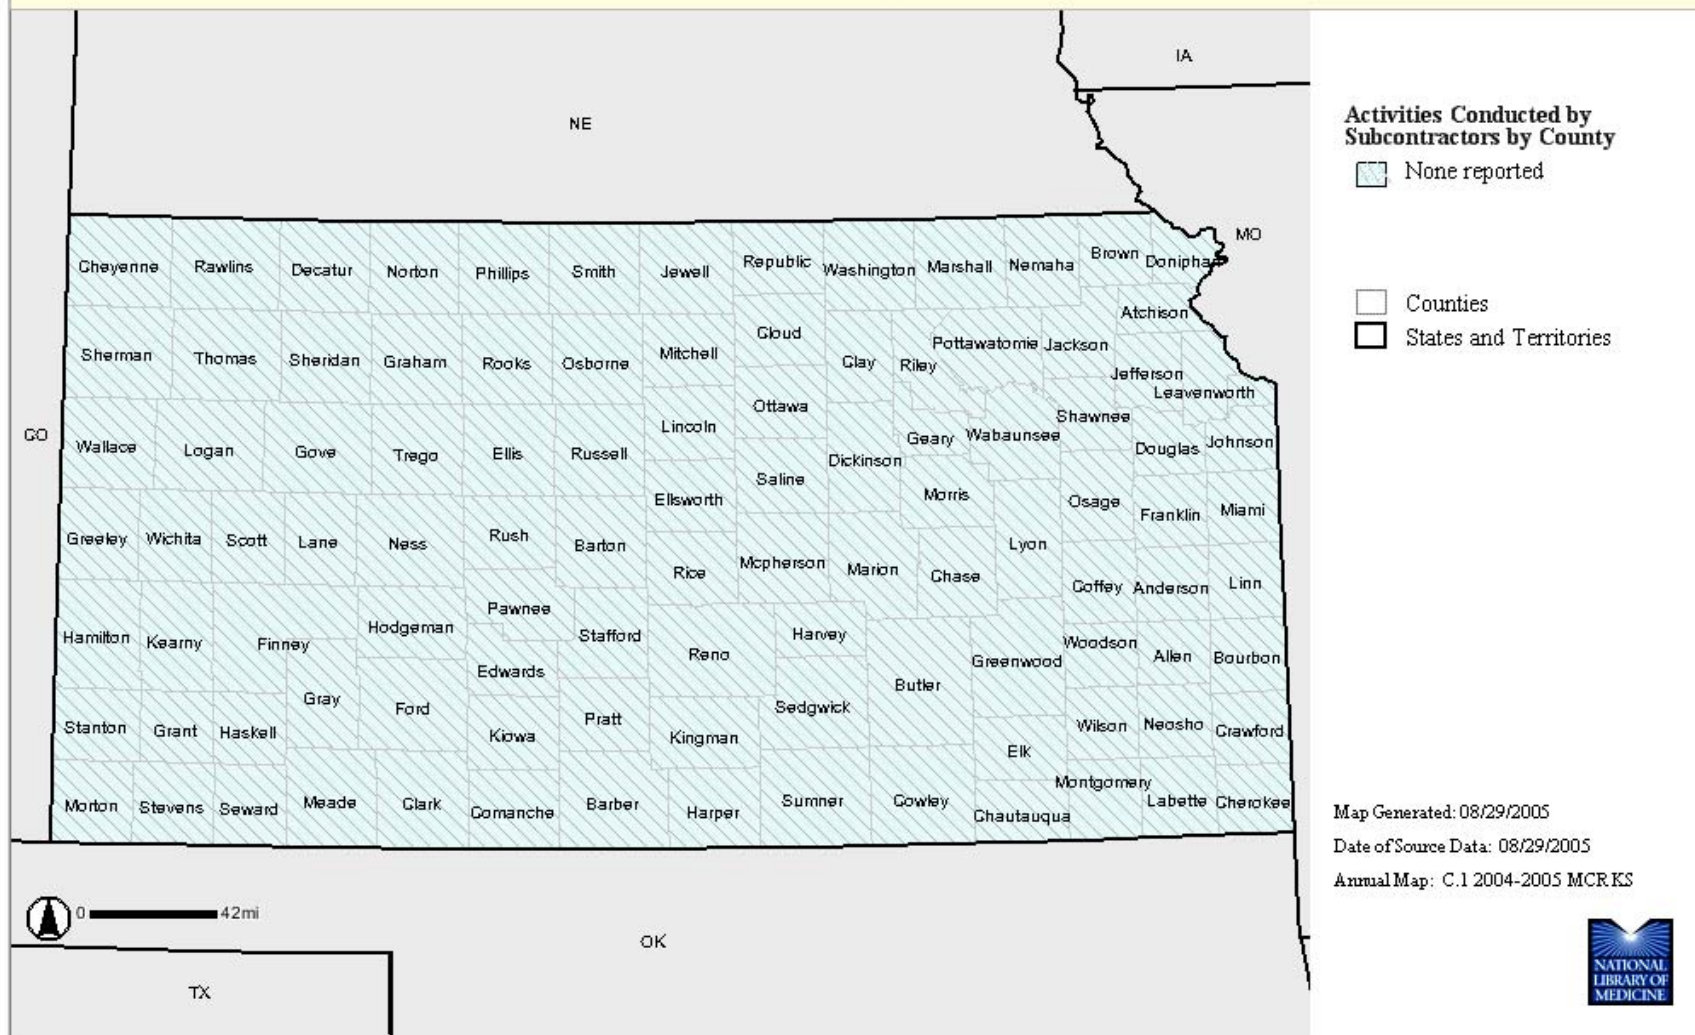 IA
NE
MO
CO
OK
TX
Cheyenne
Rawlins
Decatur
Norton
Phillips
Smith
Jewell
Republic
Washington
Marshall
Nemaha
Brown
Doniphan
Atchison
Sherman
Thomas
Sheridan
Graham
Rooks
Osborne
Mitchell
Cloud
Clay
Riley
Pottawatomie
Jackson
Jefferson
Leavenworth
Wallace
Logan
Gove
Trego
Ellis
Russell
Lincoln
Ottawa
Saline
Dickinson
Geary
Wabaunsee
Shawnee
Douglas
Johnson
Ellsworth
Morris
Osage
Franklin
Miami
Greeley
Wichita
Scott
Lane
Ness
Rush
Barton
Rice
Mcpherson
Marion
Chase
Lyon
Coffey
Anderson
Linn
Hamilton
Kearny
Finney
Hodgeman
Pawnee
Stafford
Edwards
Reno
Harvey
Sedgwick
Butler
Greenwood
Woodson
Allen
Bourbon
Stanton
Grant
Haskell
Gray
Ford
Kiowa
Pratt
Kingman
Elk
Wilson
Neosho
Crawford
Morton
Stevens
Seward
Meade
Clark
Comanche
Barber
Harper
Sumner
Cowley
Chautauqua
Montgomery
Labette
Cherokee
0 42mi
Activities Conducted by
Subcontractors by County
None reported
Counties
States and Territories
Map Generated: 08/29/2005
Date of Source Data: 08/29/2005
Annual Map: C.1 2004-2005 MCR KS
NATIONAL
LIBRARY OF
MEDICINE